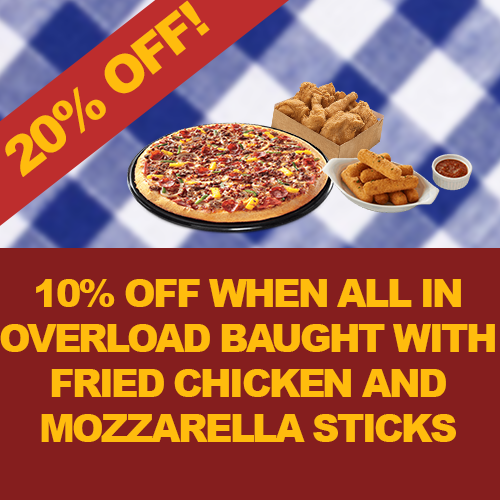 20% OFF!
10% OFF WHEN ALL IN
OVERLOAD BAUGHT WITH
FRIED CHICKEN AND
MOZZARELLA STICKS